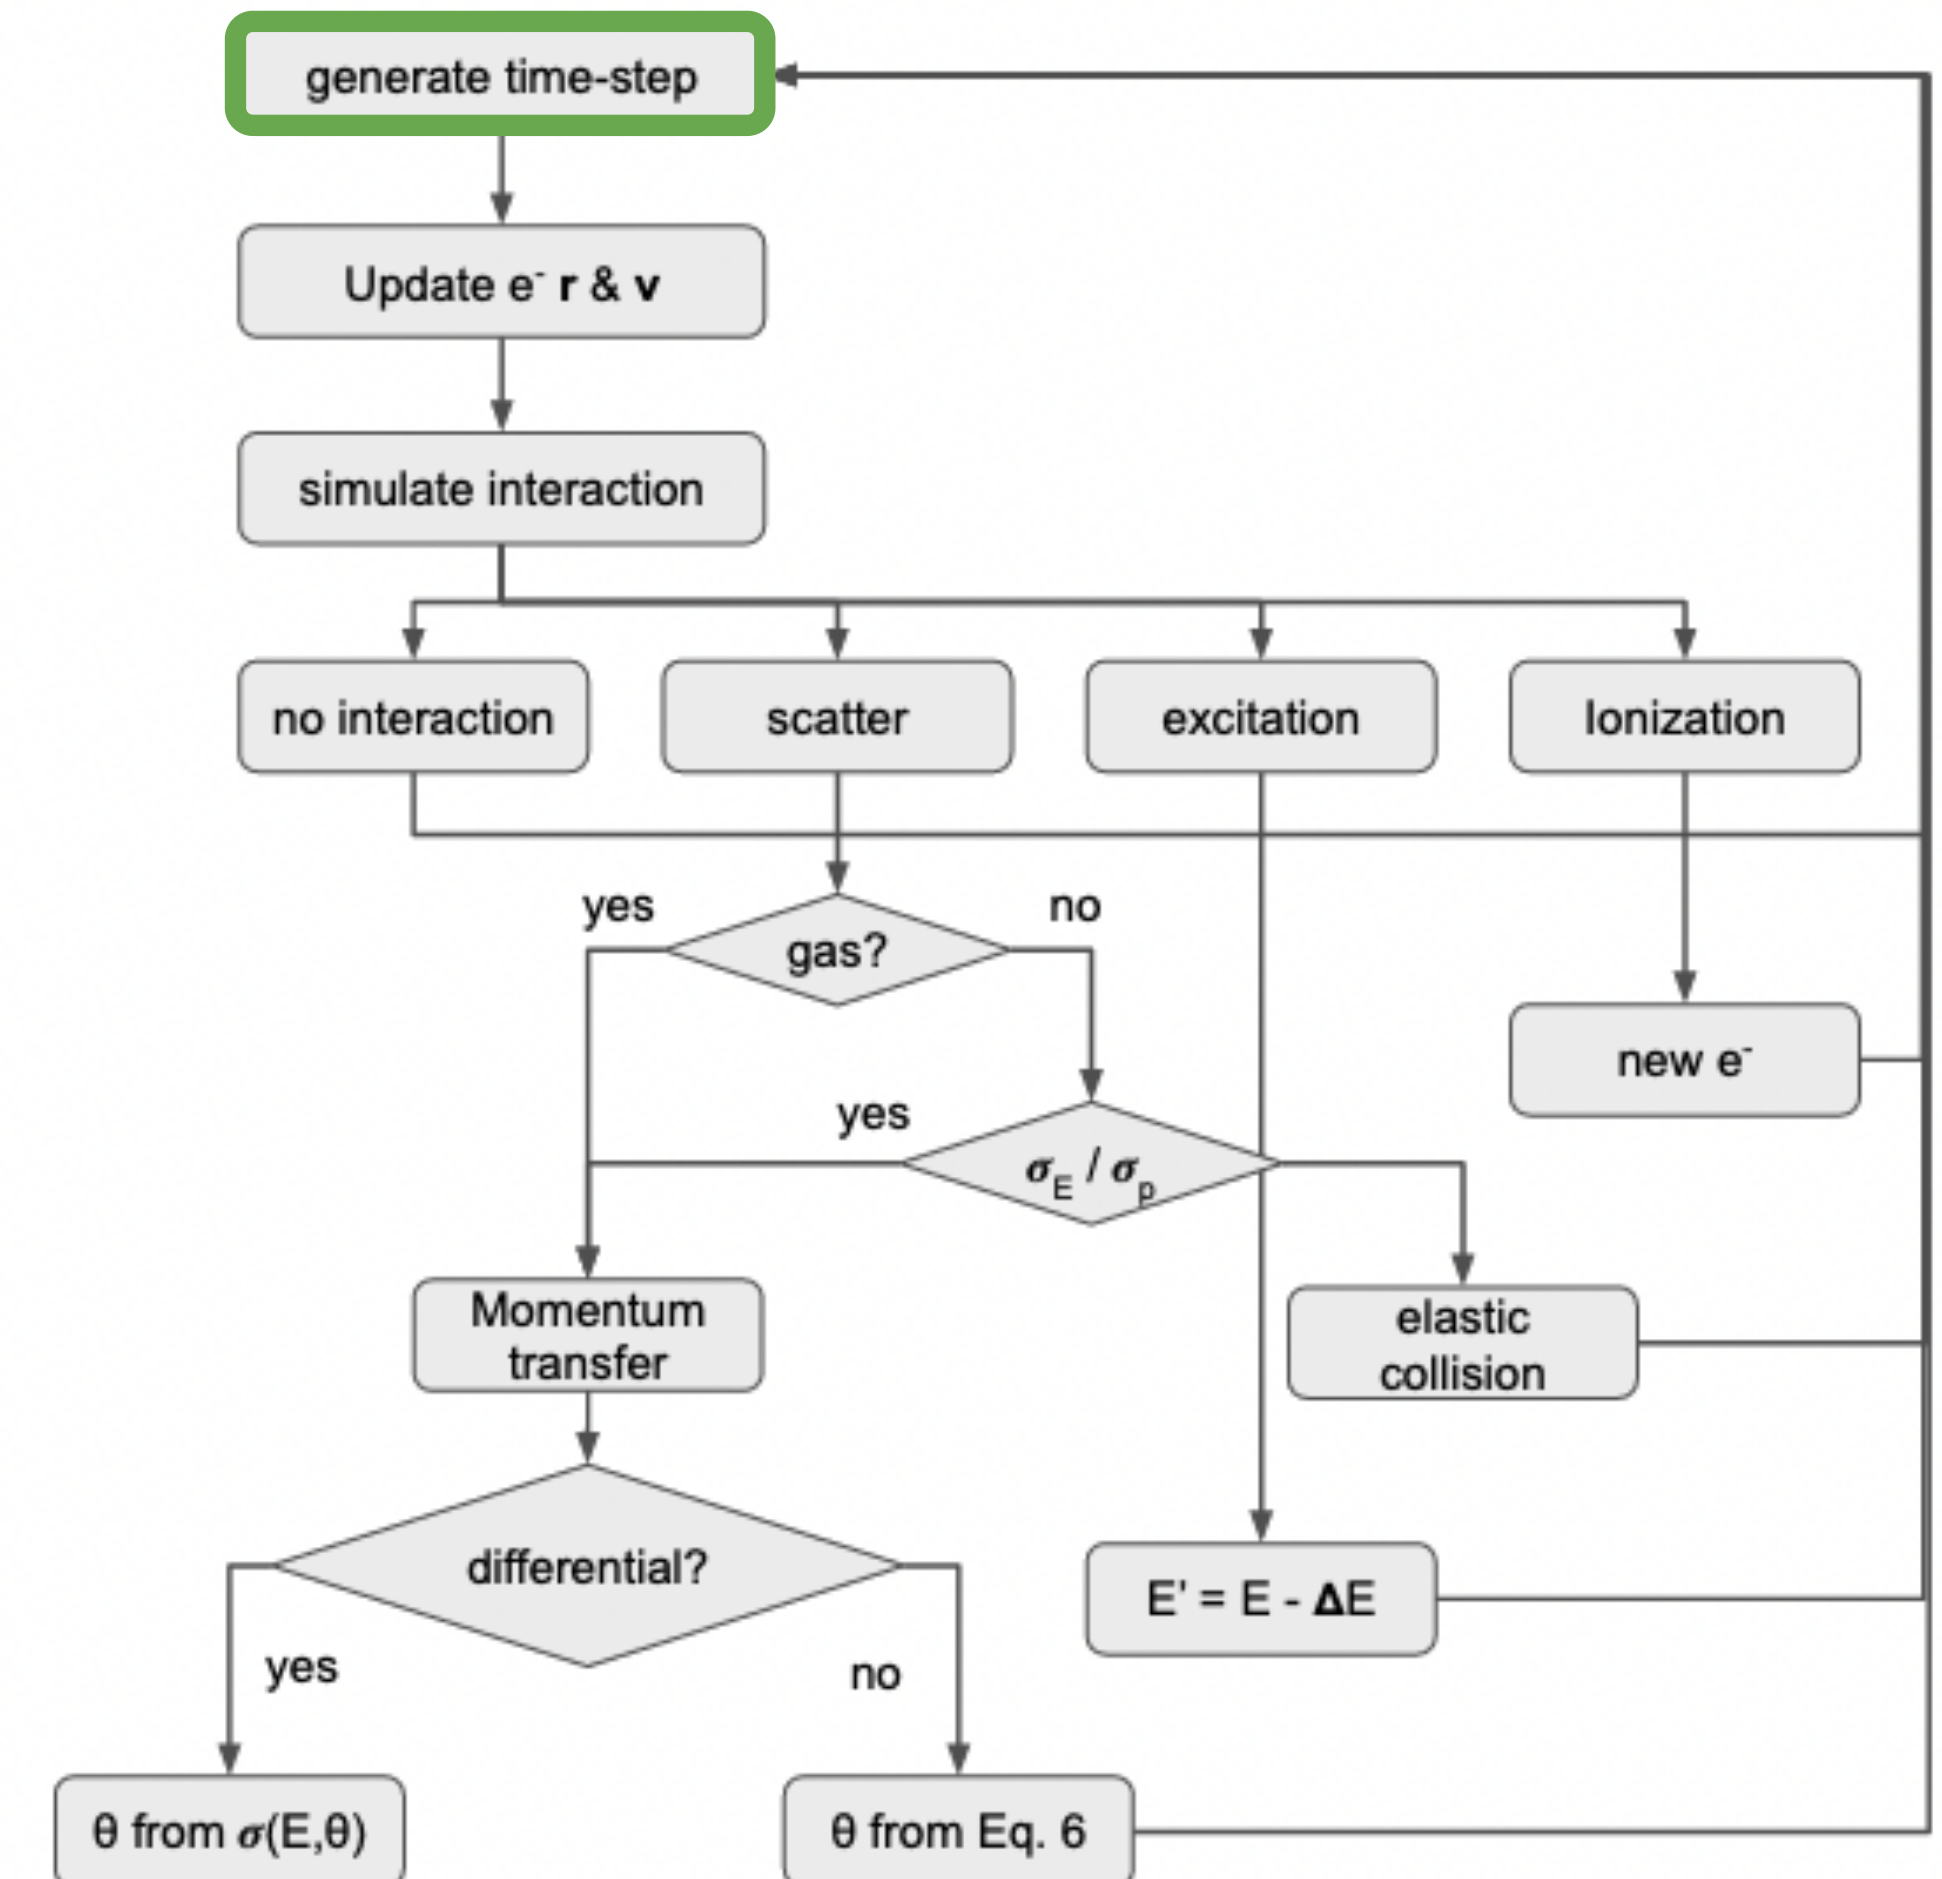 generate time-step
Update e⁻ r & v
simulate interaction
no interaction
scatter
excitation
Ionization
yes
no
gas?
new e⁻
yes
σE / σp
Momentum
transfer
elastic
collision
differential?
E' = E - ΔE
yes
no
θ from σ(E,θ)
θ from Eq. 6